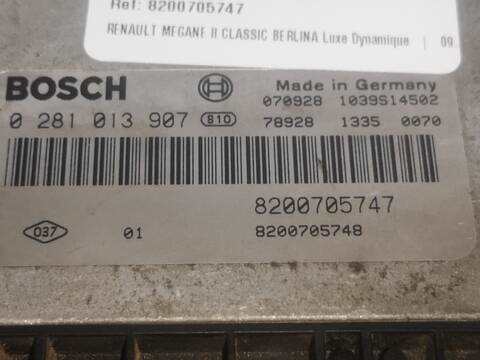 Ref: 8200705747
RENAULT MEGANE II CLASSIC BERLINA Luxe Dynamique | 09.
BOSCH
Made in Germany
070928 1039S14502
0 281 013 907 810
78928 1335 0070
8200705747
037 01 8200705748